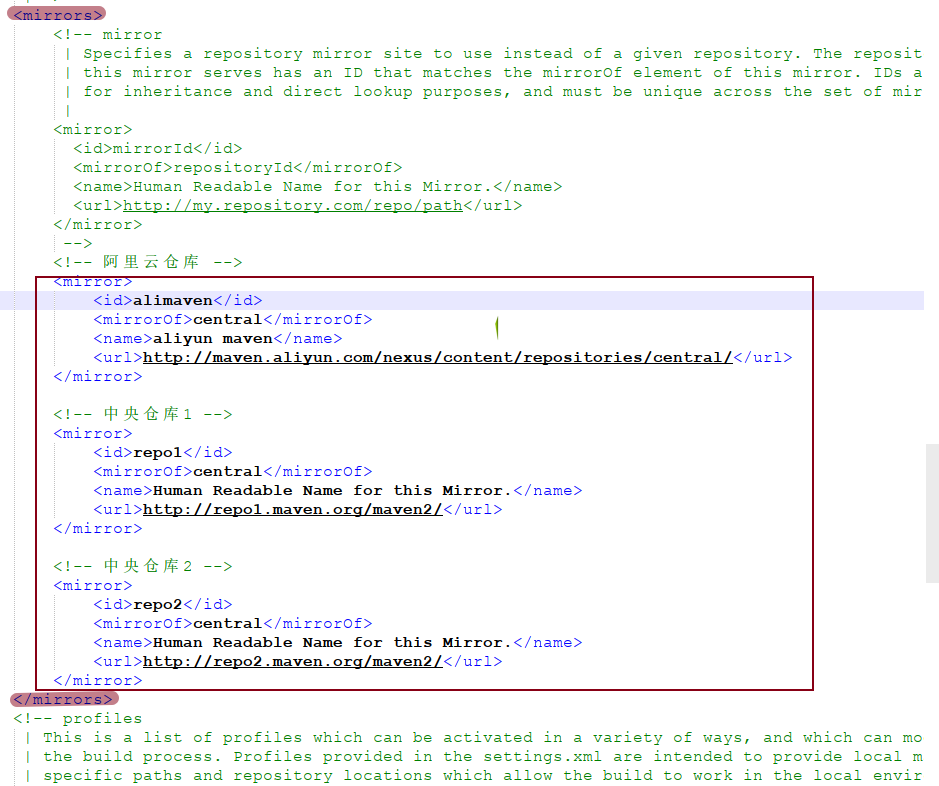 <mirrors>
<!-- mirror
| Specifies a repository mirror site to use instead of a given repository. The reposit
| this mirror serves has an ID that matches the mirrorOf element of this mirror. IDs a
| for inheritance and direct lookup purposes, and must be unique across the set of mir
|
<mirror>
<id>mirrorId</id>
<mirrorOf>repositoryId</mirrorOf>
<name>Human Readable Name for this Mirror.</name>
<url>http://my.repository.com/repo/path</url>
</mirror>
-->
<!-- 阿里云仓库 -->
<mirror>
<id>alimaven</id>
<mirrorOf>central</mirrorOf>
<name>aliyun maven</name>
<url>http://maven.aliyun.com/nexus/content/repositories/central/</url>
</mirror>
<!-- 中央仓库1 -->
<mirror>
<id>repo1</id>
<mirrorOf>central</mirrorOf>
<name>Human Readable Name for this Mirror.</name>
<url>http://repo1.maven.org/maven2/</url>
</mirror>
<!-- 中央仓库2 -->
<mirror>
<id>repo2</id>
<mirrorOf>central</mirrorOf>
<name>Human Readable Name for this Mirror.</name>
<url>http://repo2.maven.org/maven2/</url>
</mirror>
</mirrors>
<!-- profiles
| This is a list of profiles which can be activated in a variety of ways, and which can mo
| the build process. Profiles provided in the settings.xml are intended to provide local m
| specific paths and repository locations which allow the build to work in the local envir